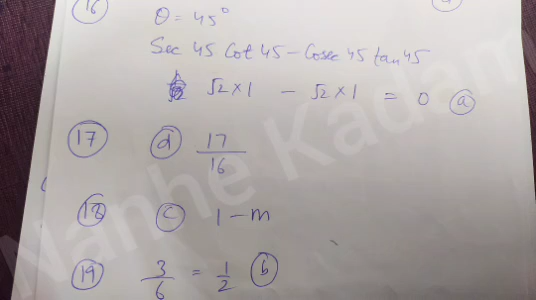 16 θ = 45°
Sec 45 Cot 45 – Cosec 45 tan 45
√2 × 1 – √2 × 1 = 0 a
17 d 17/16
18 c 1 – m
19 3/6 = 1/2 b
Nanhe Kadam